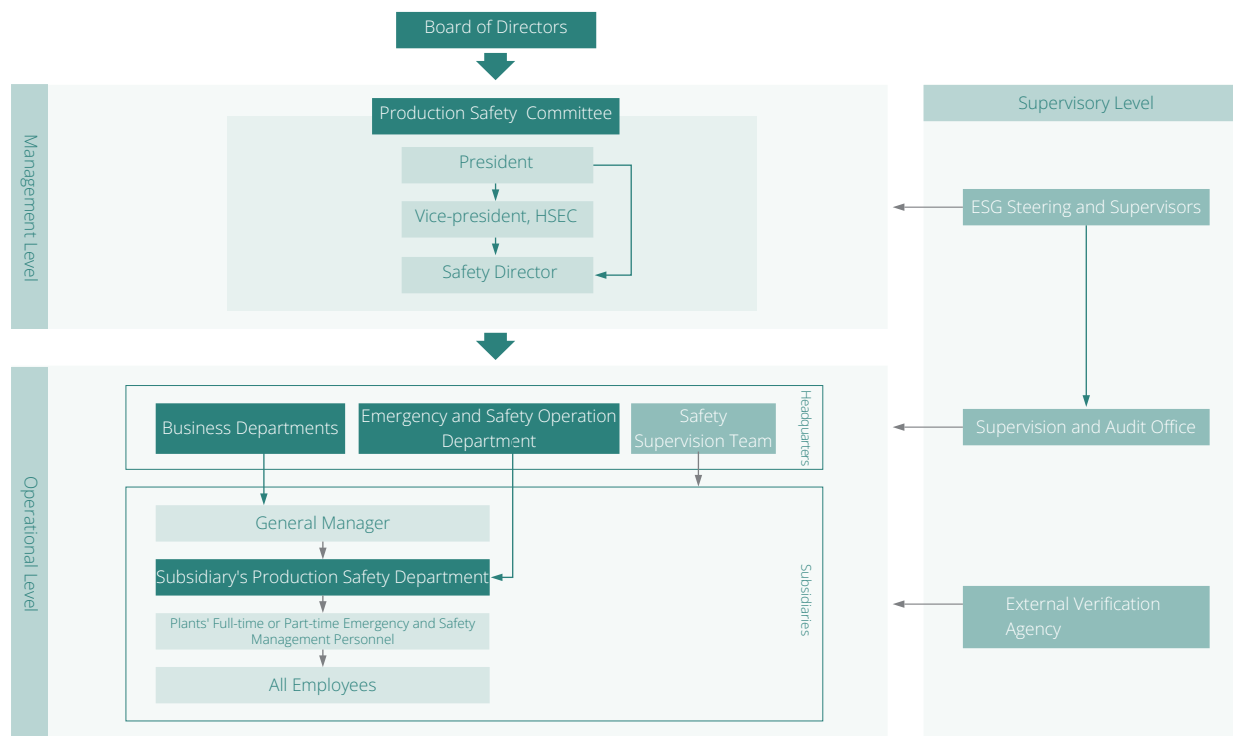 Board of Directors
Management Level
Production Safety Committee
President
Vice-president, HSEC
Safety Director
Supervisory Level
ESG Steering and Supervisors
Supervision and Audit Office
External Verification
Agency
Operational Level
Headquarters
Business Departments
Emergency and Safety Operation
Department
Safety
Supervision Team
Subsidiaries
General Manager
Subsidiary's Production Safety Department
Plants' Full-time or Part-time Emergency and Safety
Management Personnel
All Employees